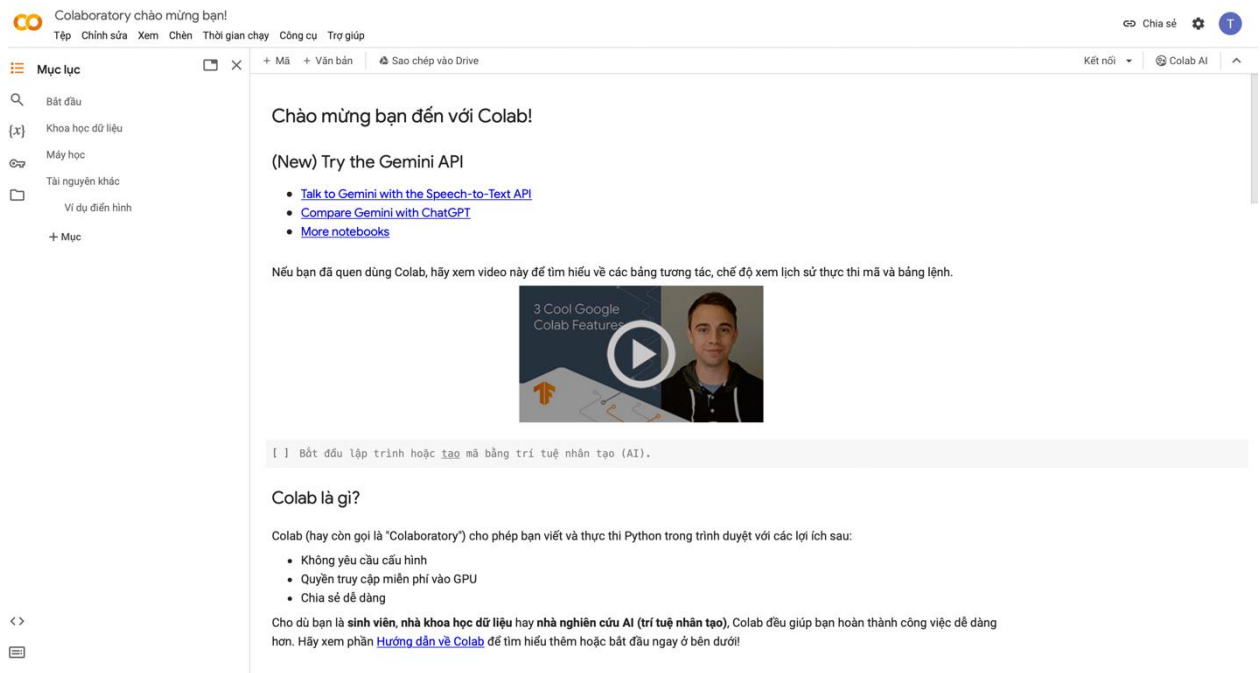 Colaboratory chào mừng bạn!
Tệp Chỉnh sửa Xem Chèn Thời gian chạy Công cụ Trợ giúp
Chia sẻ
T
Mục lục
Bắt đầu
Khoa học dữ liệu
Máy học
Tài nguyên khác
Ví dụ điển hình
+ Mục
+ Mã + Văn bản Sao chép vào Drive
Kết nối Colab AI
Chào mừng bạn đến với Colab!
(New) Try the Gemini API
• Talk to Gemini with the Speech-to-Text API
• Compare Gemini with ChatGPT
• More notebooks
Nếu bạn đã quen dùng Colab, hãy xem video này để tìm hiểu về các bảng tương tác, chế độ xem lịch sử thực thi mã và bảng lệnh.
3 Cool Google
Colab Features
[ ] Bắt đầu lập trình hoặc tạo mã bằng trí tuệ nhân tạo (AI).
Colab là gì?
Colab (hay còn gọi là "Colaboratory") cho phép bạn viết và thực thi Python trong trình duyệt với các lợi ích sau:
• Không yêu cầu cấu hình
• Quyền truy cập miễn phí vào GPU
• Chia sẻ dễ dàng
Cho dù bạn là sinh viên, nhà khoa học dữ liệu hay nhà nghiên cứu AI (trí tuệ nhân tạo), Colab đều giúp bạn hoàn thành công việc dễ dàng
hơn. Hãy xem phần Hướng dẫn về Colab để tìm hiểu thêm hoặc bắt đầu ngay ở bên dưới!